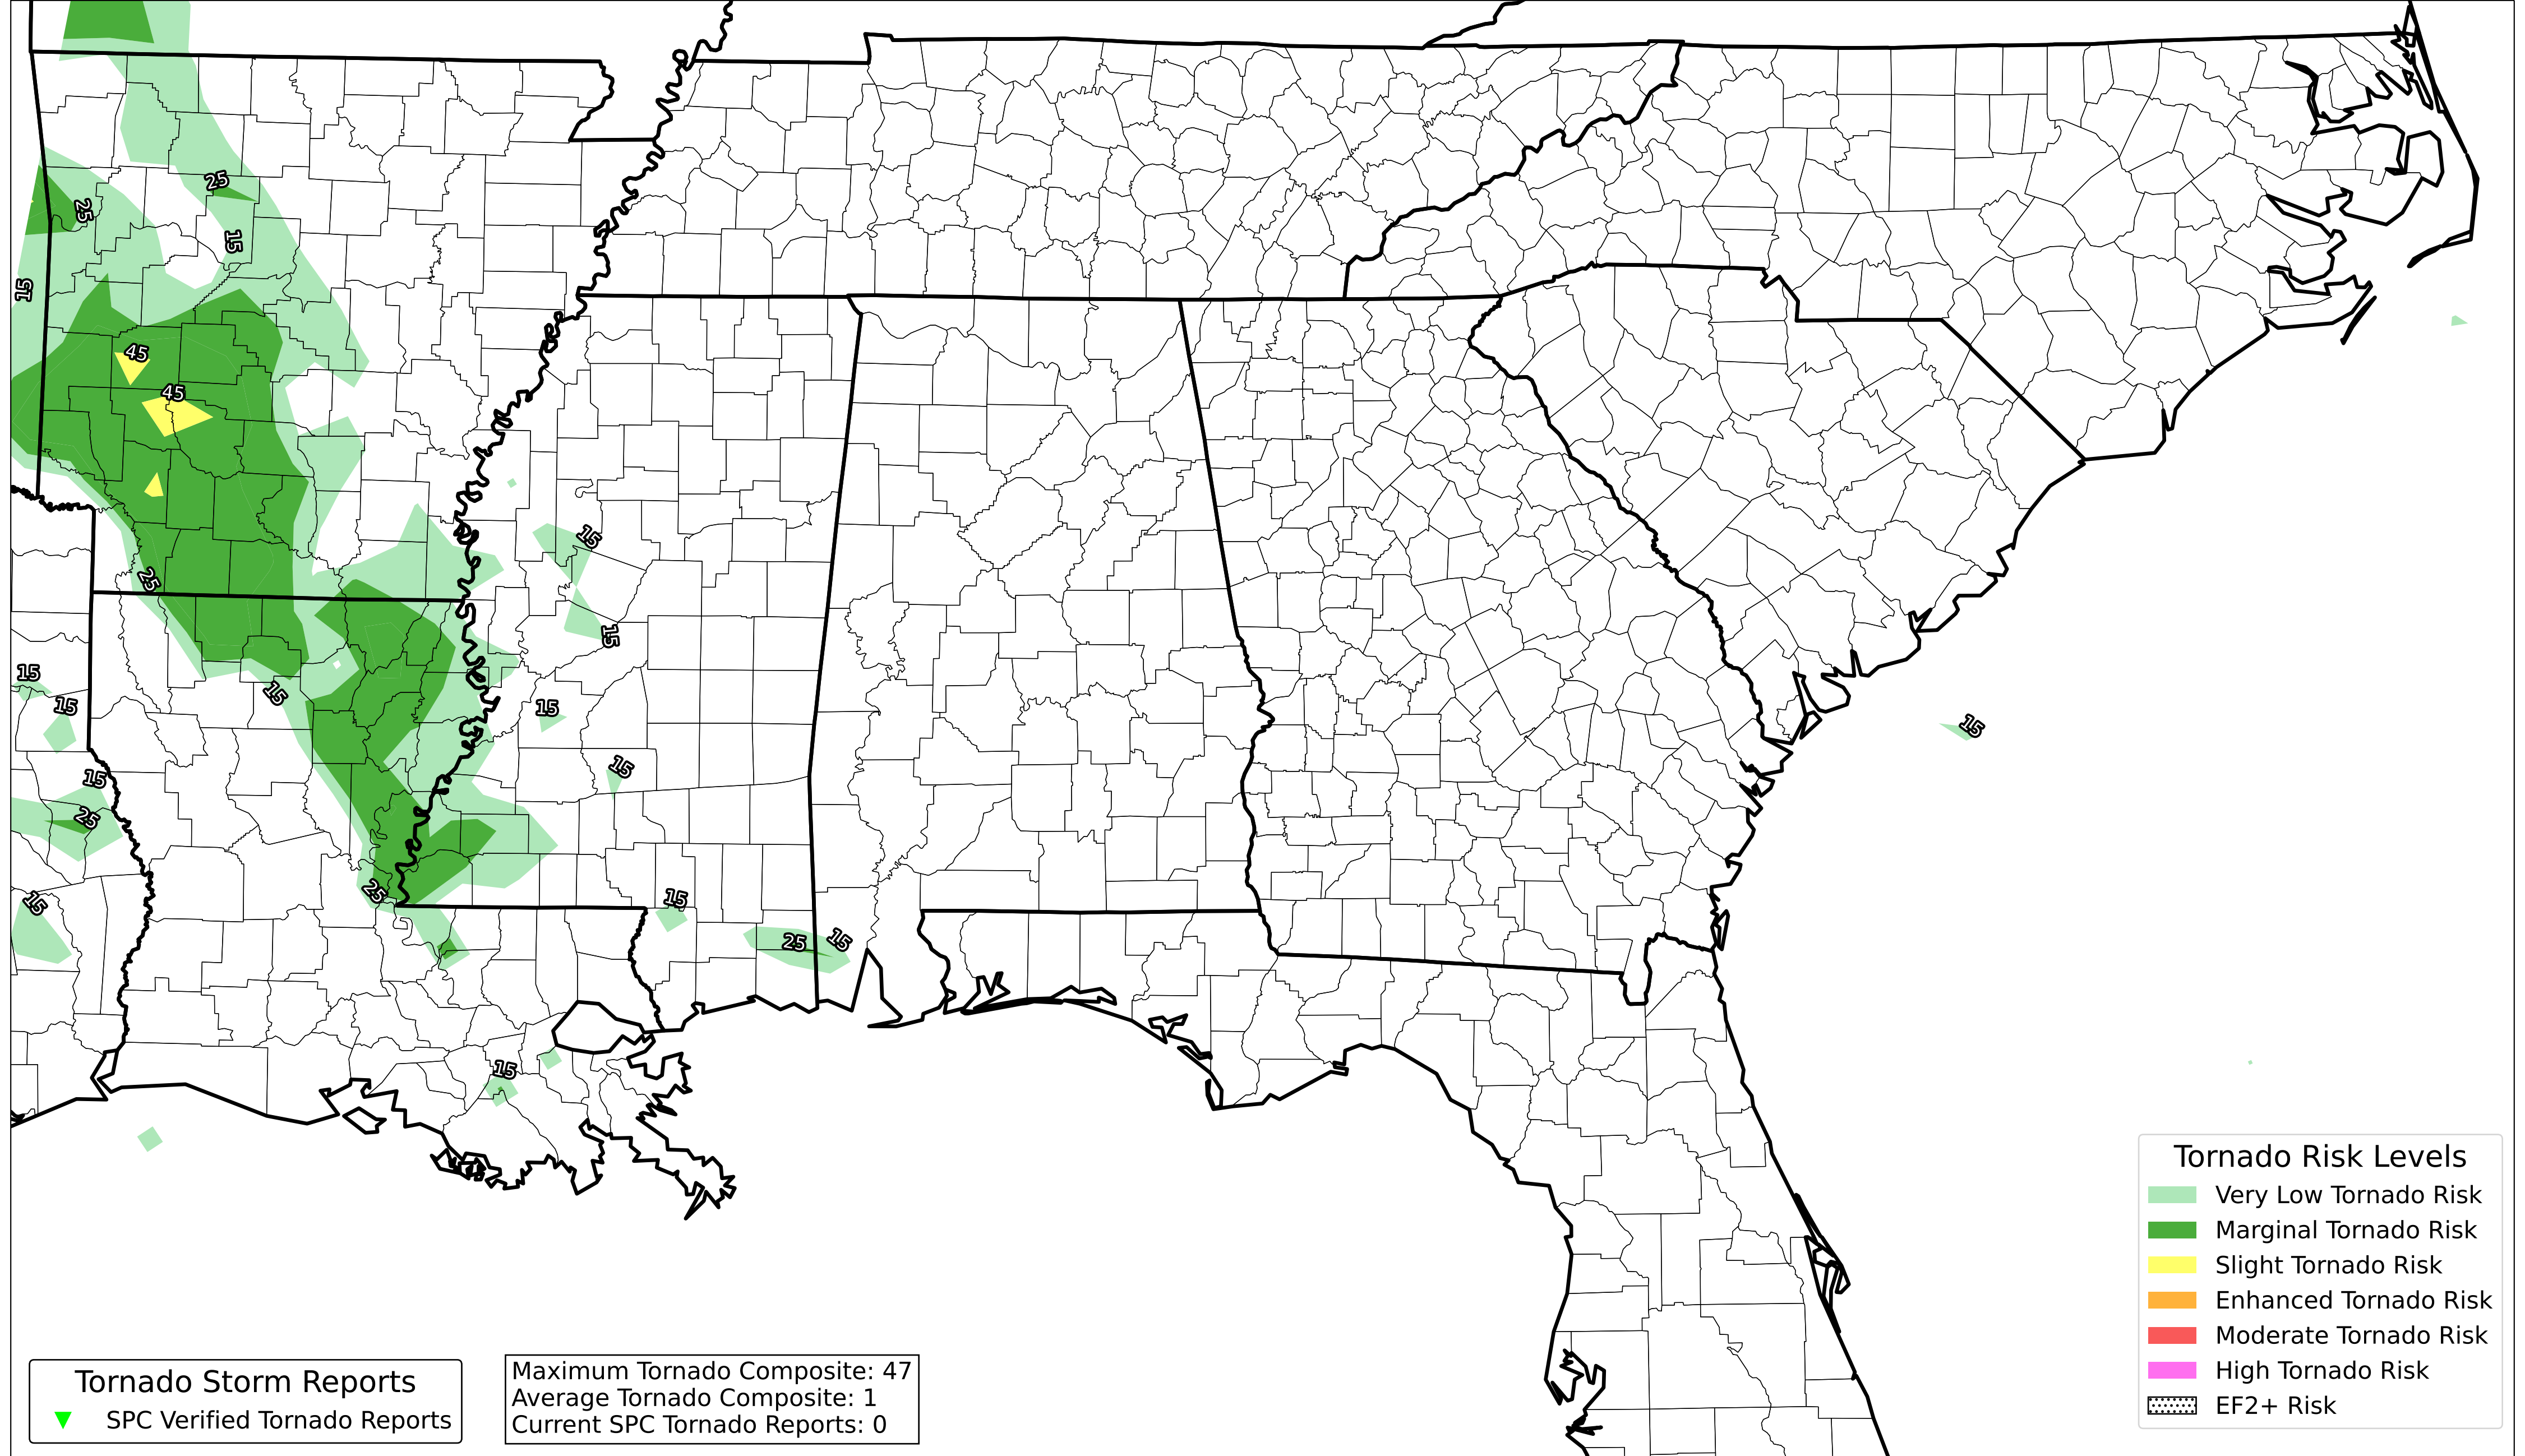 25
25
15
15
45
45
15
25
15
15
15
15
15
15
15
25
25
15
15
15
25
15
15
Tornado Risk Levels
Very Low Tornado Risk
Marginal Tornado Risk
Slight Tornado Risk
Enhanced Tornado Risk
Moderate Tornado Risk
High Tornado Risk
EF2+ Risk
Tornado Storm Reports
SPC Verified Tornado Reports
Maximum Tornado Composite: 47
Average Tornado Composite: 1
Current SPC Tornado Reports: 0